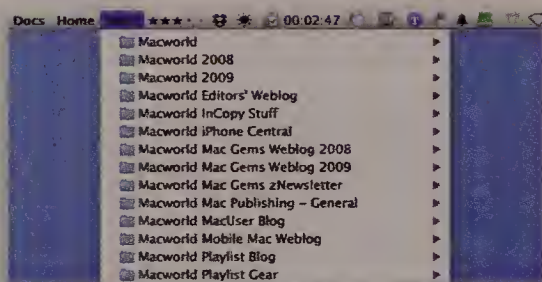 Docs Home ★★★·· 00:02:47
Macworld
Macworld 2008
Macworld 2009
Macworld Editors' Weblog
Macworld InCopy Stuff
Macworld iPhone Central
Macworld Mac Gems Weblog 2008
Macworld Mac Gems Weblog 2009
Macworld Mac Gems zNewsletter
Macworld Mac Publishing – General
Macworld MacUser Blog
Macworld Mobile Mac Weblog
Macworld Playlist Blog
Macworld Playlist Gear